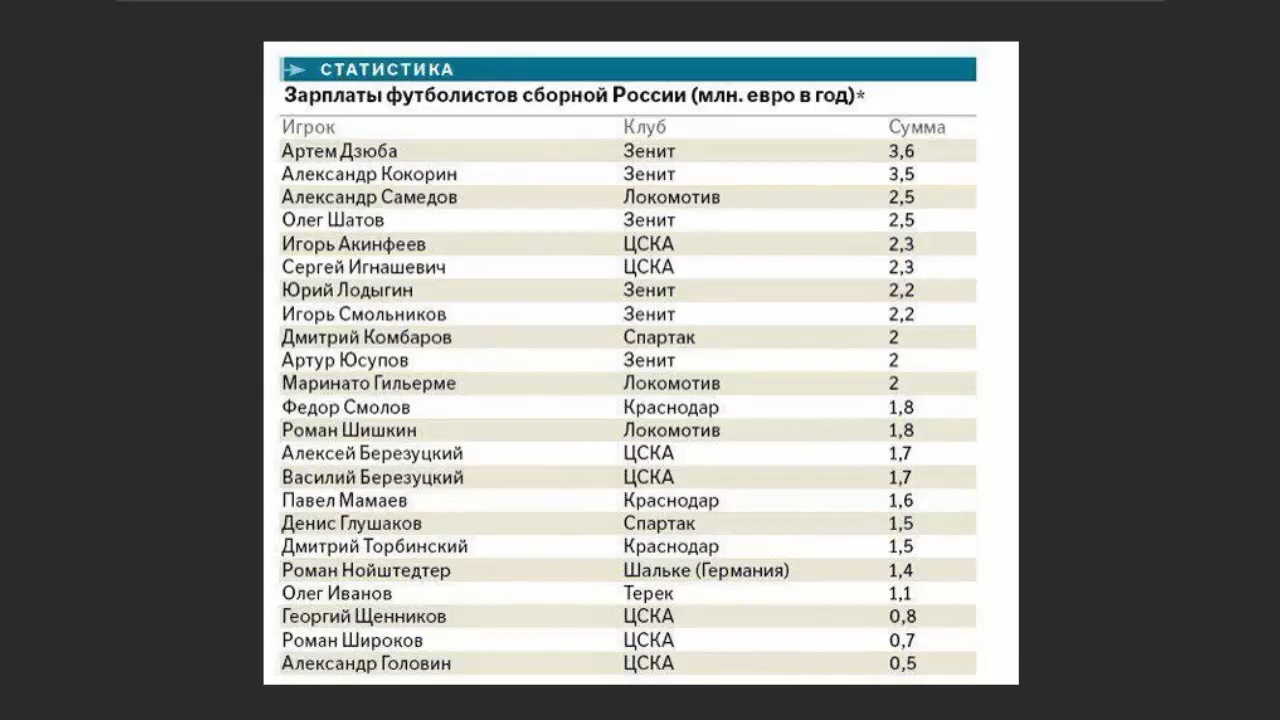 СТАТИСТИКА
Зарплаты футболистов сборной России (млн. евро в год)*
Игрок Клуб Сумма
Артем Дзюба Зенит 3,6
Александр Кокорин Зенит 3,5
Александр Самедов Локомотив 2,5
Олег Шатов Зенит 2,5
Игорь Акинфеев ЦСКА 2,3
Сергей Игнашевич ЦСКА 2,3
Юрий Лодыгин Зенит 2,2
Игорь Смольников Зенит 2,2
Дмитрий Комбаров Спартак 2
Артур Юсупов Зенит 2
Маринато Гильерме Локомотив 2
Федор Смолов Краснодар 1,8
Роман Шишкин Локомотив 1,8
Алексей Березуцкий ЦСКА 1,7
Василий Березуцкий ЦСКА 1,7
Павел Мамаев Краснодар 1,6
Денис Глушаков Спартак 1,5
Дмитрий Торбинский Краснодар 1,5
Роман Нойштедтер Шальке (Германия) 1,4
Олег Иванов Терек 1,1
Георгий Щенников ЦСКА 0,8
Роман Широков ЦСКА 0,7
Александр Головин ЦСКА 0,5